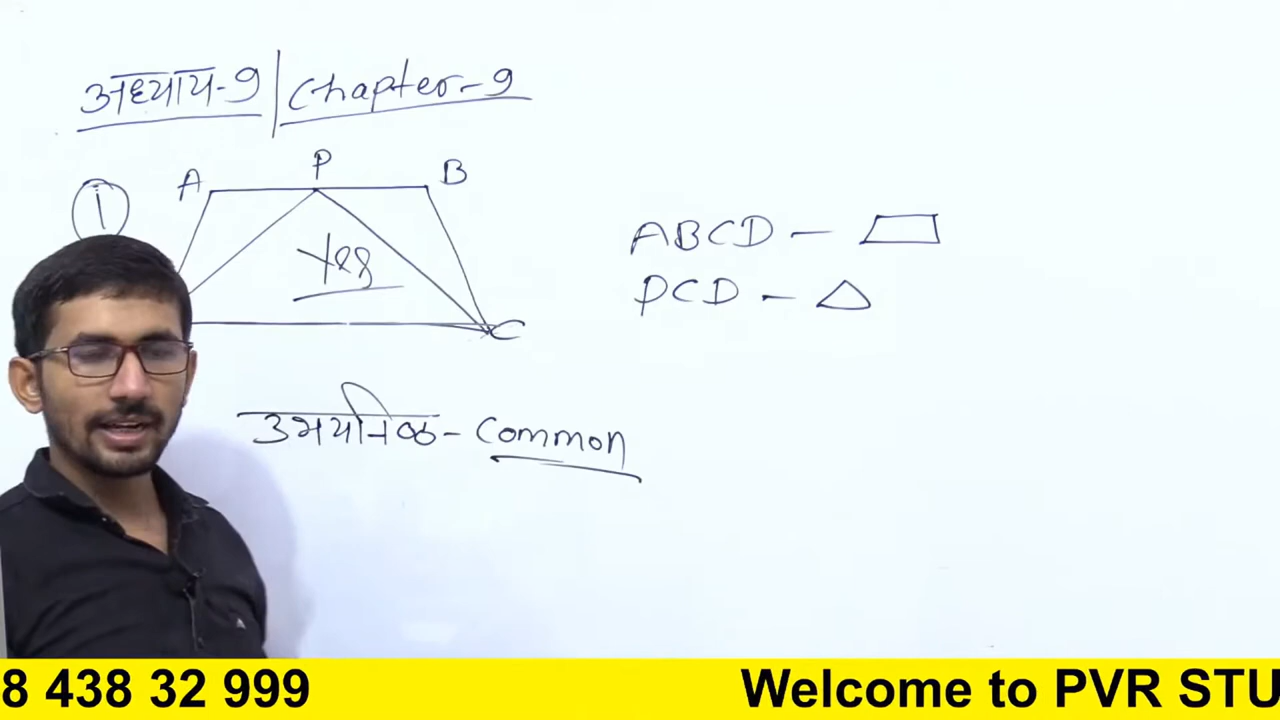 अध्याय-9 | Chapter-9
A P B
1
Yes
C
ABCD -
PCD -
उभयनिष्ठ - Common
8 438 32 999 Welcome to PVR STU